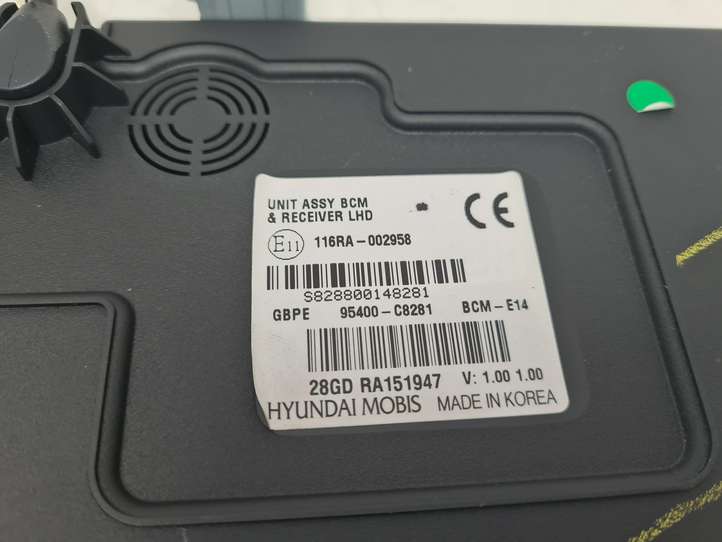 UNIT ASSY BCM
& RECEIVER LHD
CE
E11 116RA-002958
S828800148281
GBPE 95400-C8281 BCM-E14
28GD RA151947 V: 1.00 1.00
HYUNDAI MOBIS MADE IN KOREA